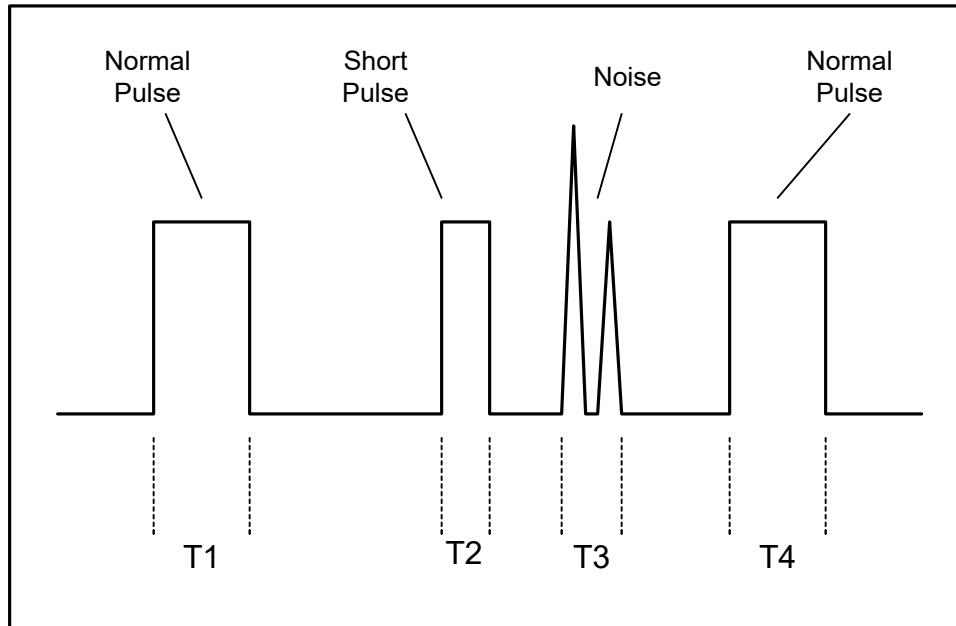 Normal
Pulse
Short
Pulse
Noise
Normal
Pulse
T1
T2
T3
T4